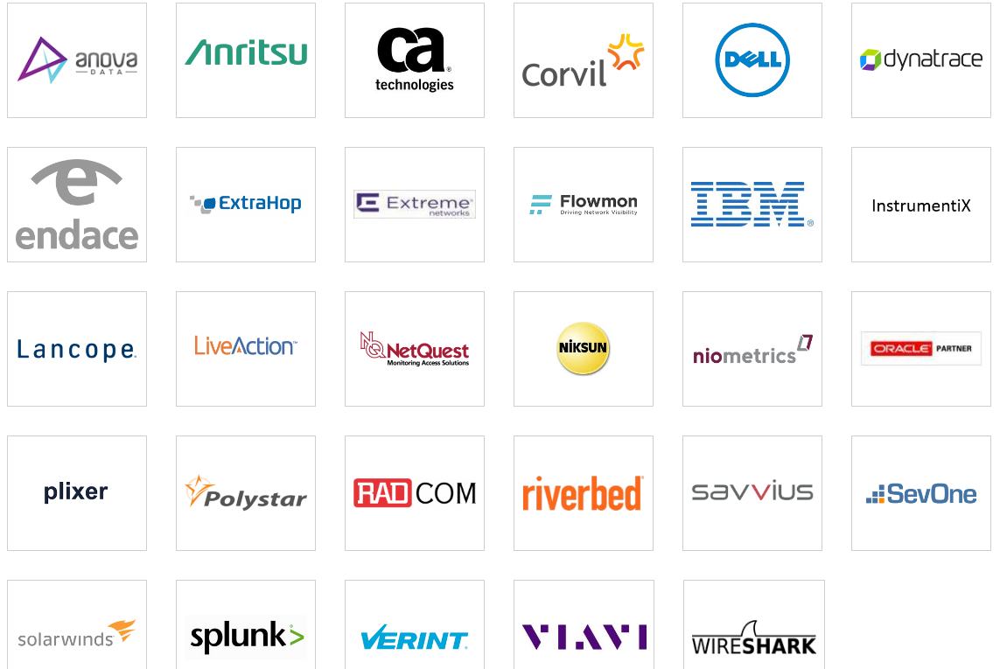 anova
DATA
Anritsu
ca
technologies
Corvil
DELL
dynatrace
e
endace
ExtraHop
Extreme
networks
Flowmon
Driving Network Visibility
IBM
InstrumentiX
Lancope
LiveAction
NQ
NetQuest
Monitoring Access Solutions
NIKSUN
niometrics
ORACLE PARTNER
plixer
Polystar
RADCOM
riverbed
savvius
SevOne
solarwinds
splunk>
VERINT
VIAVI
WIRESHARK